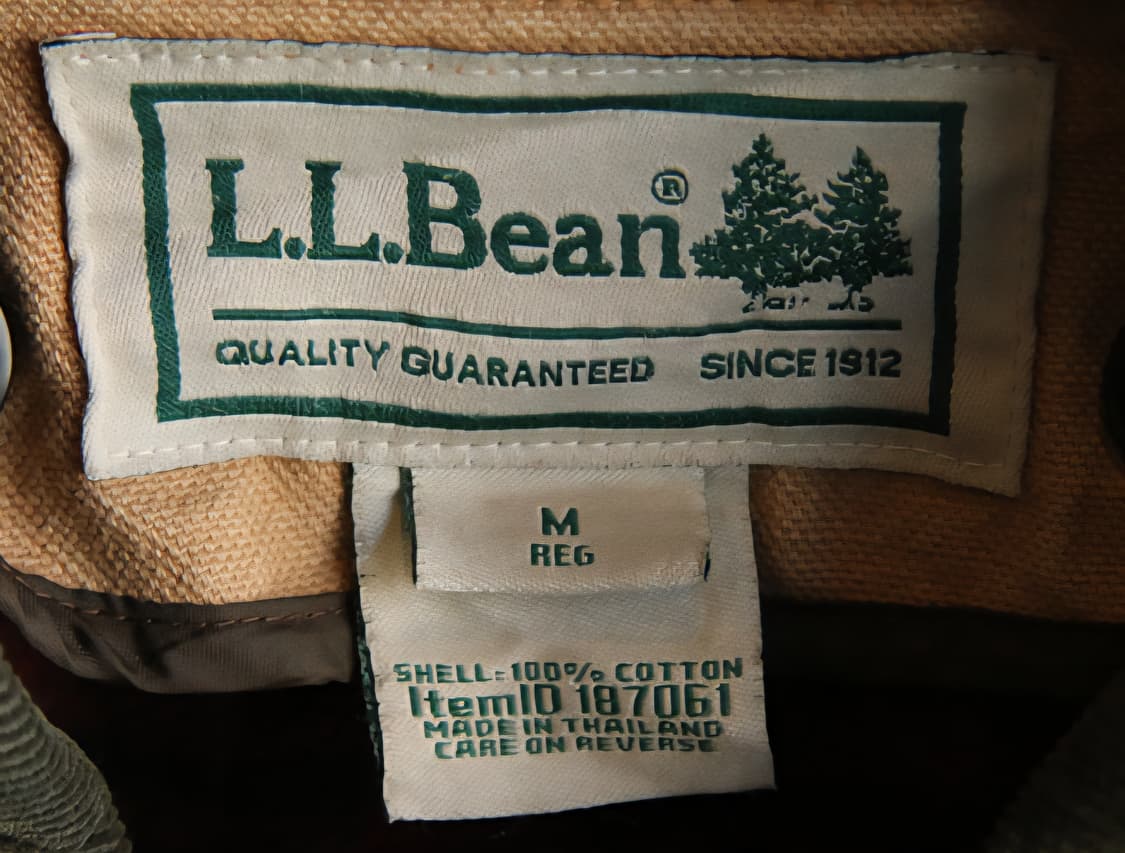 L.L.Bean®
QUALITY GUARANTEED SINCE 1912
M
REG
SHELL: 100% COTTON
ItemID 187061
MADE IN THAILAND
CARE ON REVERSE